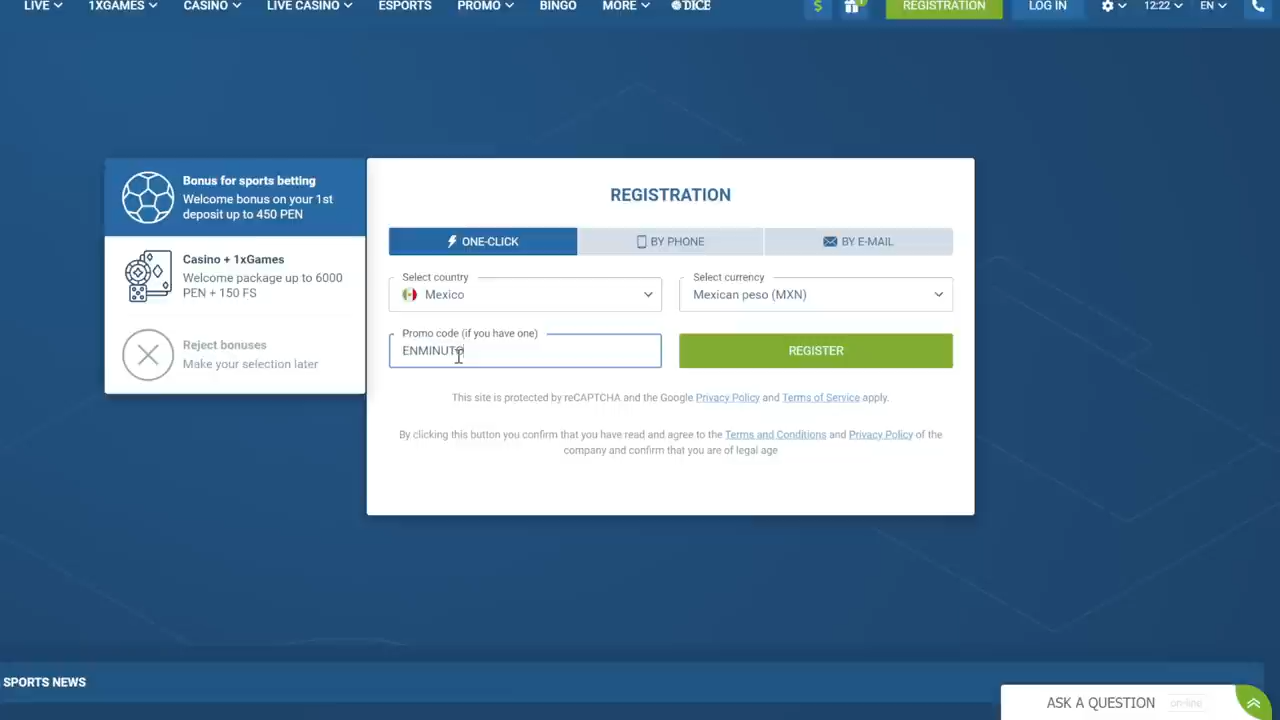 LIVE 1XGAMES CASINO LIVE CASINO ESPORTS PROMO BINGO MORE DICE $ REGISTRATION LOG IN 12:22 EN
Bonus for sports betting
Welcome bonus on your 1st
deposit up to 450 PEN
Casino + 1xGames
Welcome package up to 6000
PEN + 150 FS
Reject bonuses
Make your selection later
REGISTRATION
ONE-CLICK BY PHONE BY E-MAIL
Select country Select currency
Mexico Mexican peso (MXN)
Promo code (if you have one)
ENMINUTO REGISTER
This site is protected by reCAPTCHA and the Google Privacy Policy and Terms of Service apply.
By clicking this button you confirm that you have read and agree to the Terms and Conditions and Privacy Policy of the
company and confirm that you are of legal age
SPORTS NEWS
ASK A QUESTION on-line